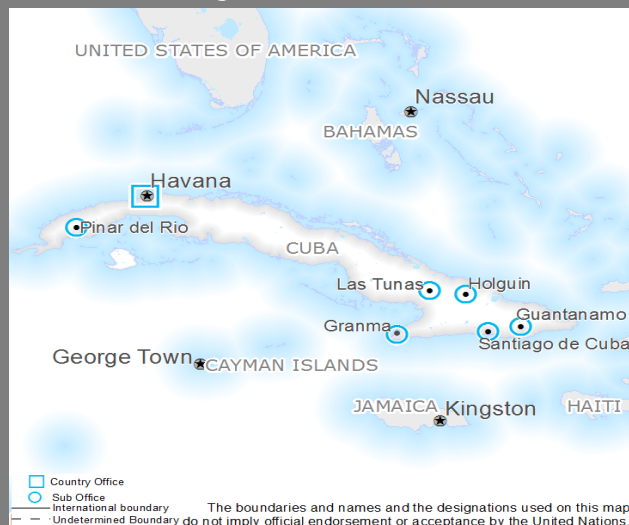 UNITED STATES OF AMERICA
Nassau
BAHAMAS
Havana
Pinar del Rio
CUBA
Las Tunas
Holguin
Guantanamo
Granma
Santiago de Cuba
George Town
CAYMAN ISLANDS
JAMAICA
Kingston
HAITI
Country Office
Sub Office
International boundary
The boundaries and names and the designations used on this map
Undetermined Boundary
do not imply official endorsement or acceptance by the United Nations